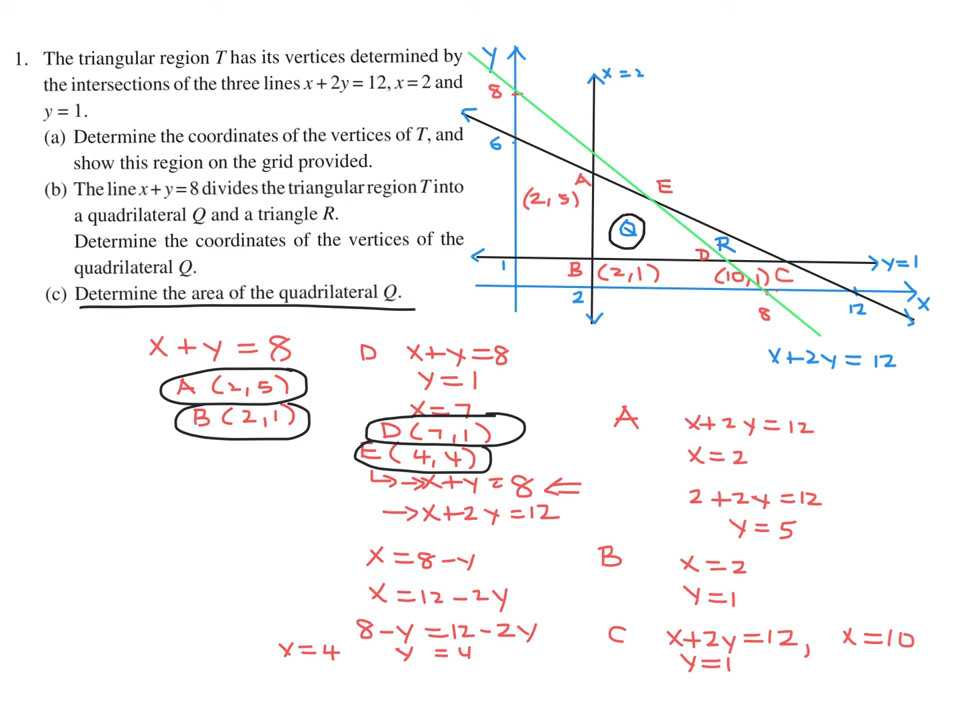 1. The triangular region T has its vertices determined by
the intersections of the three lines x + 2y = 12, x = 2 and
y = 1.
(a) Determine the coordinates of the vertices of T, and
show this region on the grid provided.
(b) The line x + y = 8 divides the triangular region T into
a quadrilateral Q and a triangle R.
Determine the coordinates of the vertices of the
quadrilateral Q.
(c) Determine the area of the quadrilateral Q.
Y
x = 2
8
6
A
E
(2, 5)
Q
R
D
1
B (2, 1)
(10, 1) C
y = 1
2
8
12
X
x + 2y = 12
x + y = 8
A (2, 5)
B (2, 1)
D x + y = 8
y = 1
x = 7
D (7, 1)
E (4, 4)
↳ → x + y = 8 ⇐
→ x + 2y = 12
x = 8 - y
x = 12 - 2y
8 - y = 12 - 2y
x = 4 y = 4
A x + 2y = 12
x = 2
2 + 2y = 12
y = 5
B x = 2
y = 1
C x + 2y = 12, x = 10
y = 1